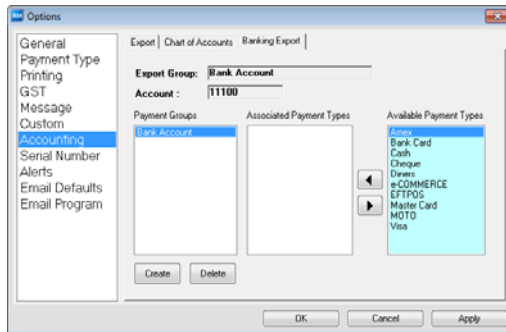 Options
General
Payment Type
Printing
GST
Message
Custom
Accounting
Serial Number
Alerts
Email Defaults
Email Program
Export
Chart of Accounts
Banking Export
Export Group:
Bank Account
Account :
11100
Payment Groups
Associated Payment Types
Available Payment Types
Bank Account
Amex
Bank Card
Cash
Cheque
Diners
e-COMMERCE
EFTPOS
Master Card
MOTO
Visa
Create
Delete
OK
Cancel
Apply